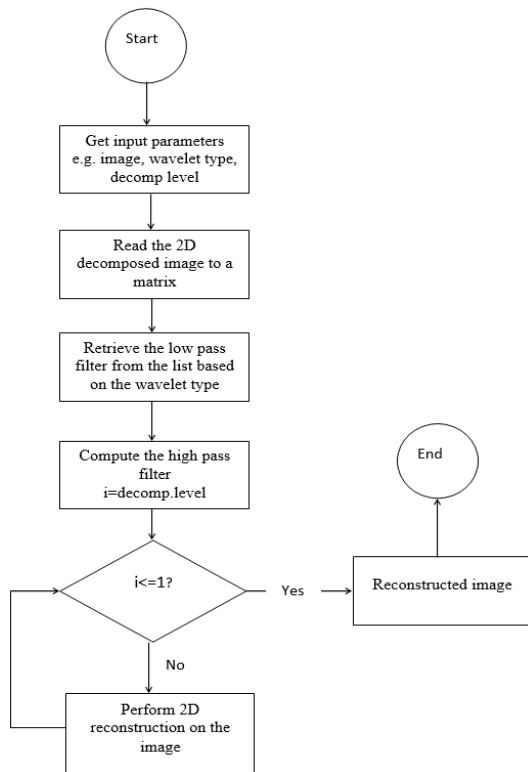 Start
Get input parameters
e.g. image, wavelet type,
decomp level
Read the 2D
decomposed image to a
matrix
Retrieve the low pass
filter from the list based
on the wavelet type
Compute the high pass
filter
i=decomp.level
i<=1?
Yes
Reconstructed image
End
No
Perform 2D
reconstruction on the
image